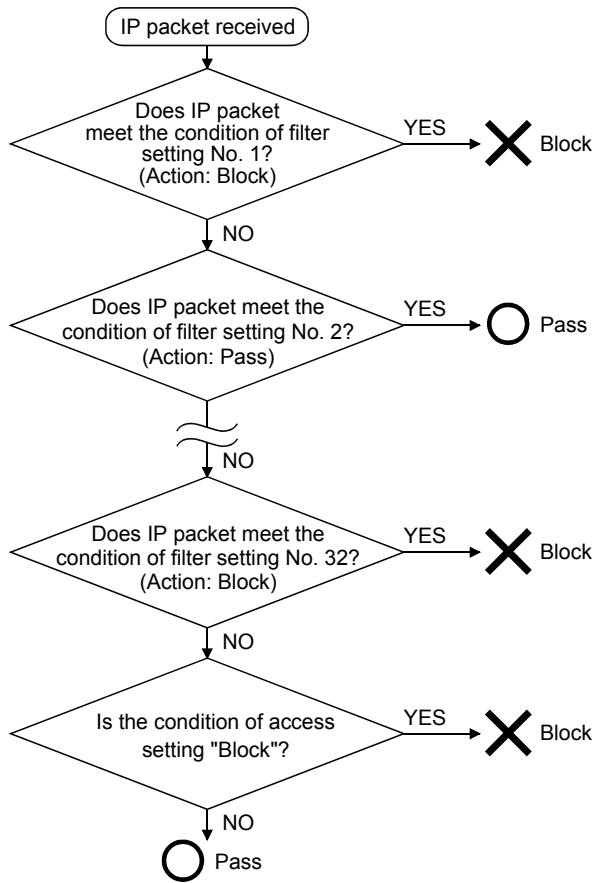 IP packet received
Does IP packet
meet the condition of filter
setting No. 1?
(Action: Block)
YES
Block
NO
Does IP packet meet the
condition of filter setting No. 2?
(Action: Pass)
YES
Pass
NO
Does IP packet meet the
condition of filter setting No. 32?
(Action: Block)
YES
Block
NO
Is the condition of access
setting "Block"?
YES
Block
NO
Pass